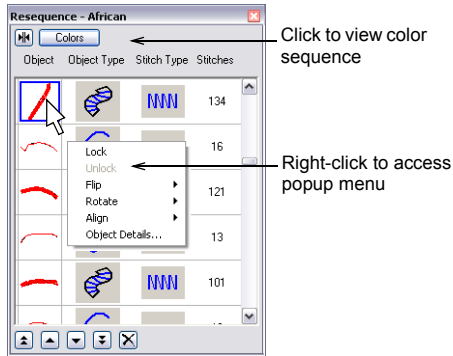 Resequence - African
Colors
Click to view color
sequence
Object Object Type Stitch Type Stitches
134
16
Lock
Unlock
Right-click to access
popup menu
Flip
121
Rotate
Align
Object Details...
13
101